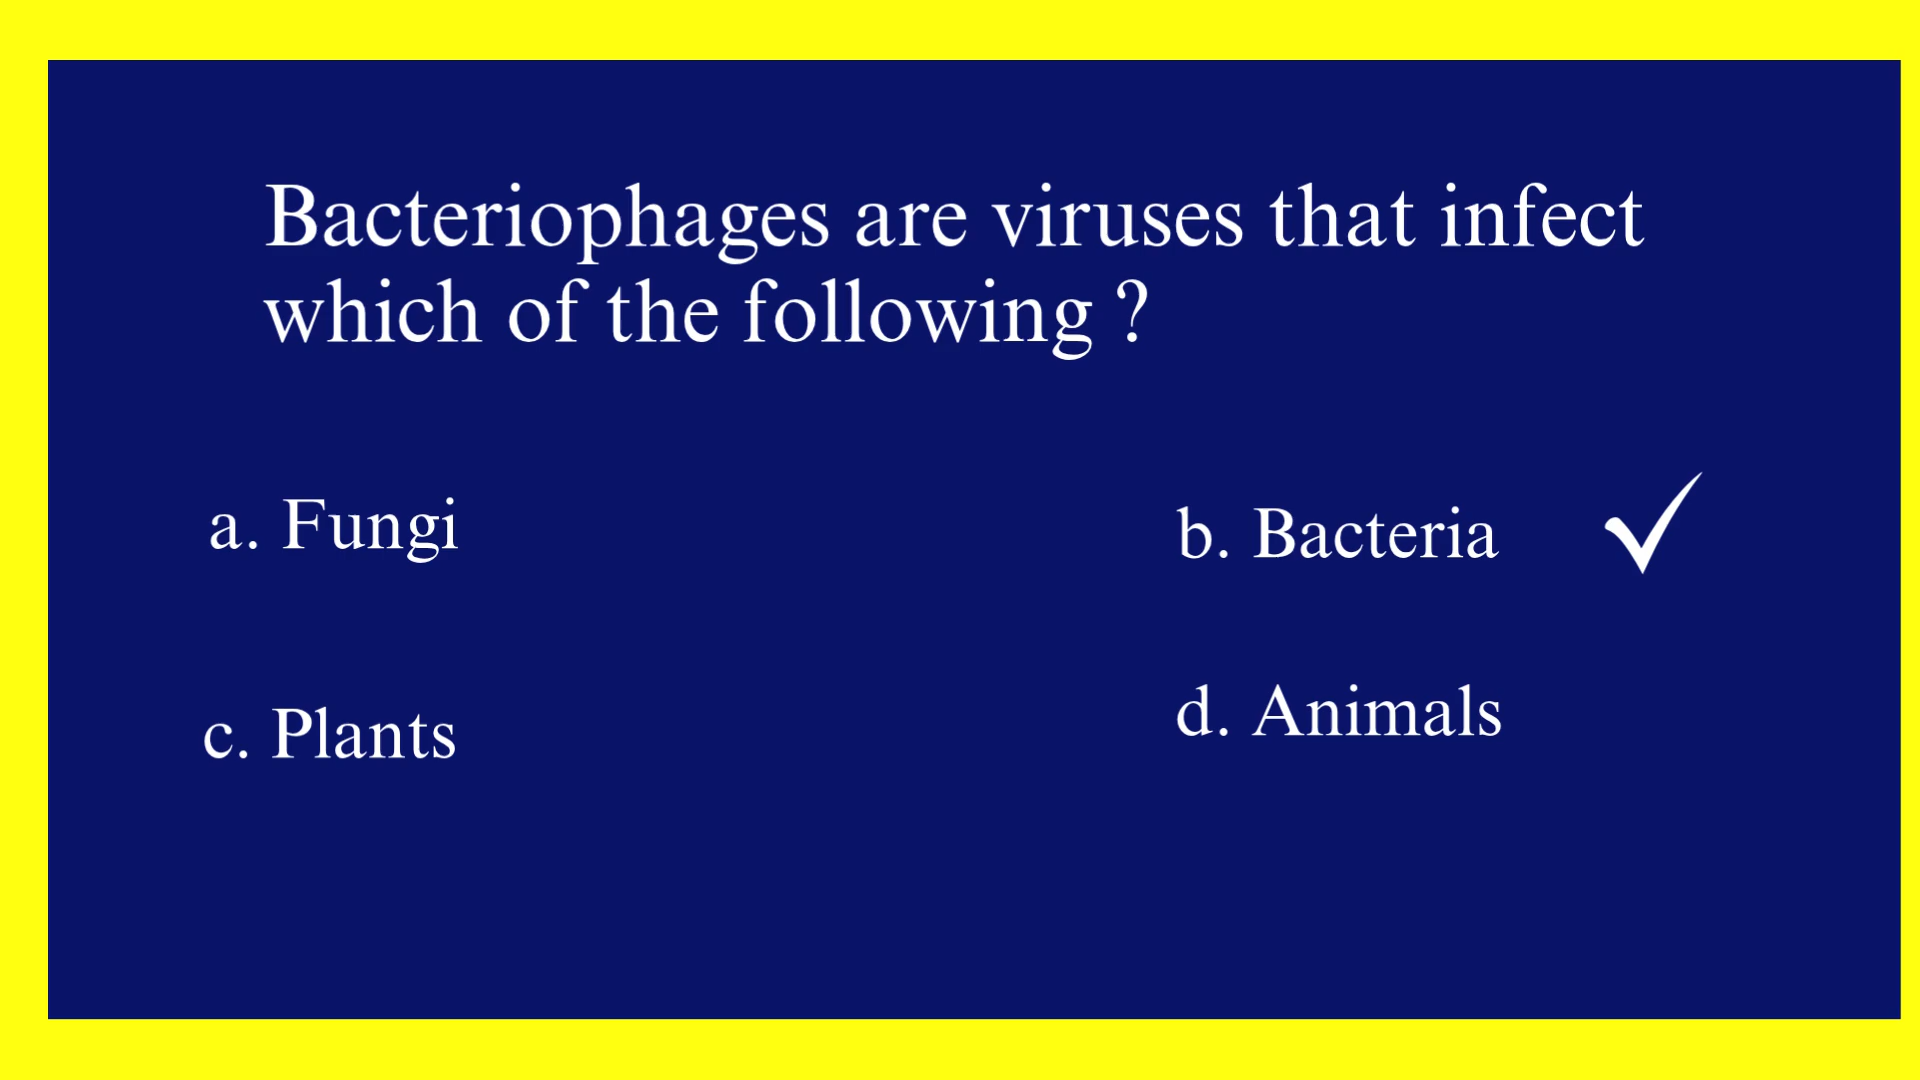 Bacteriophages are viruses that infect
which of the following ?
a. Fungi
b. Bacteria ✓
c. Plants
d. Animals